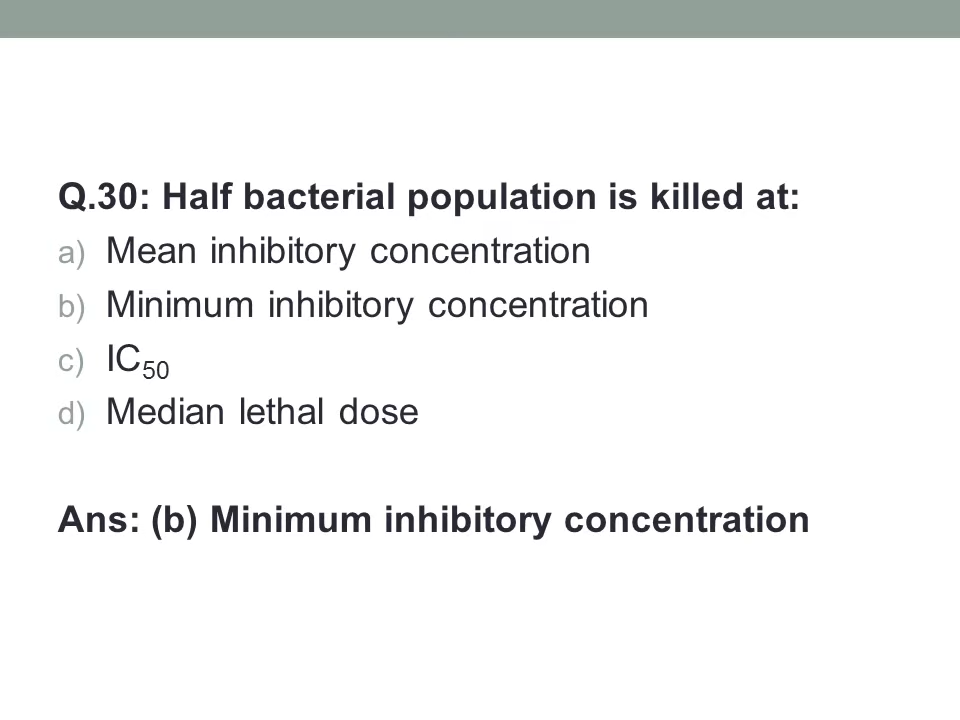 Q.30: Half bacterial population is killed at:
a) Mean inhibitory concentration
b) Minimum inhibitory concentration
c) IC50
d) Median lethal dose
Ans: (b) Minimum inhibitory concentration